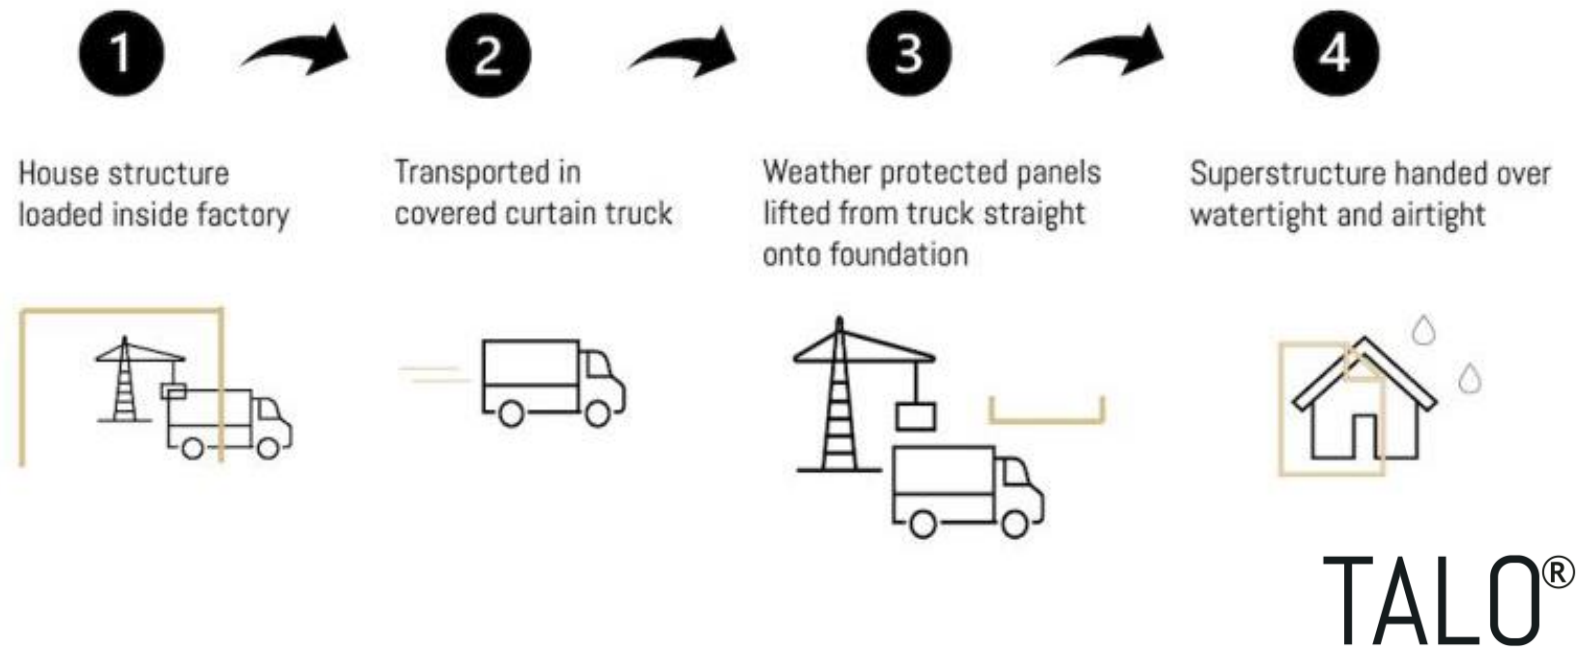 1
2
3
4
House structure
loaded inside factory
Transported in
covered curtain truck
Weather protected panels
lifted from truck straight
onto foundation
Superstructure handed over
watertight and airtight
TALO®